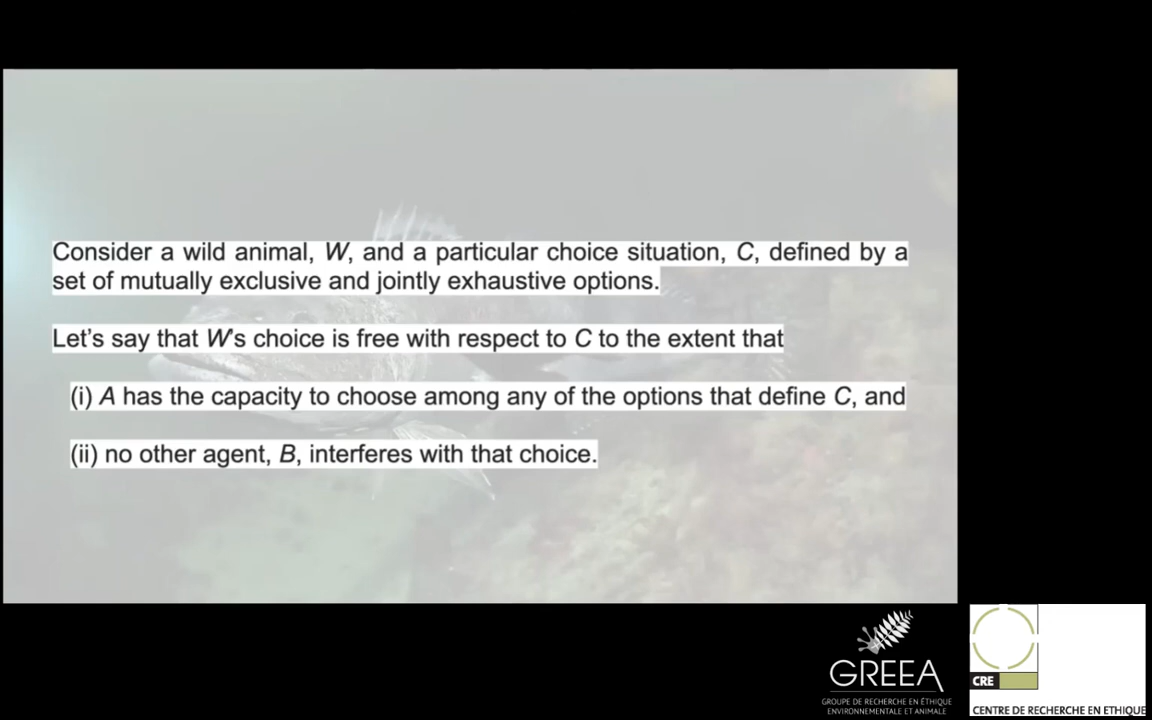 Consider a wild animal, W, and a particular choice situation, C, defined by a
set of mutually exclusive and jointly exhaustive options.
Let's say that W's choice is free with respect to C to the extent that
(i) A has the capacity to choose among any of the options that define C, and
(ii) no other agent, B, interferes with that choice.
GREEA
GROUPE DE RECHERCHE EN ÉTHIQUE
ENVIRONNEMENTALE ET ANIMALE
CRE
CENTRE DE RECHERCHE EN ETHIQUE